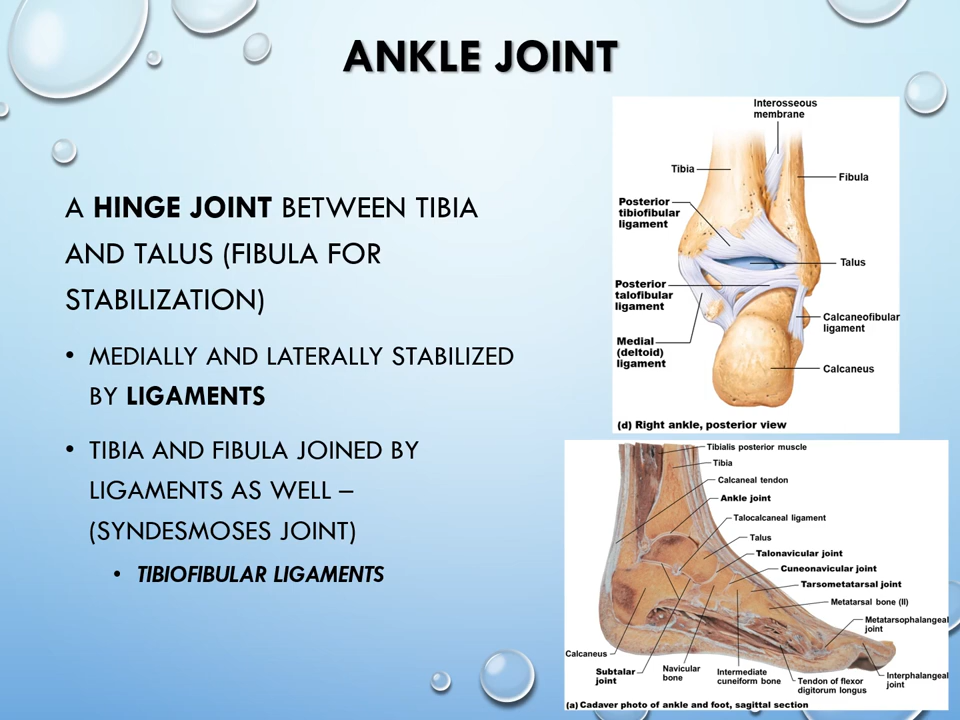 ANKLE JOINT
A HINGE JOINT BETWEEN TIBIA
AND TALUS (FIBULA FOR
STABILIZATION)
• MEDIALLY AND LATERALLY STABILIZED
BY LIGAMENTS
• TIBIA AND FIBULA JOINED BY
LIGAMENTS AS WELL –
(SYNDESMOSES JOINT)
• TIBIOFIBULAR LIGAMENTS
Interosseous
membrane
Tibia
Fibula
Posterior
tibiofibular
ligament
Talus
Posterior
talofibular
ligament
Calcaneofibular
ligament
Medial
(deltoid)
ligament
Calcaneus
(d) Right ankle, posterior view
Tibialis posterior muscle
Tibia
Calcaneal tendon
Ankle joint
Talocalcaneal ligament
Talus
Talonavicular joint
Cuneonavicular joint
Tarsometatarsal joint
Metatarsal bone (II)
Metatarsophalangeal
joint
Calcaneus
Subtalar
joint
Navicular
bone
Intermediate
cuneiform bone
Tendon of flexor
digitorum longus
Interphalangeal
joint
(a) Cadaver photo of ankle and foot, sagittal section